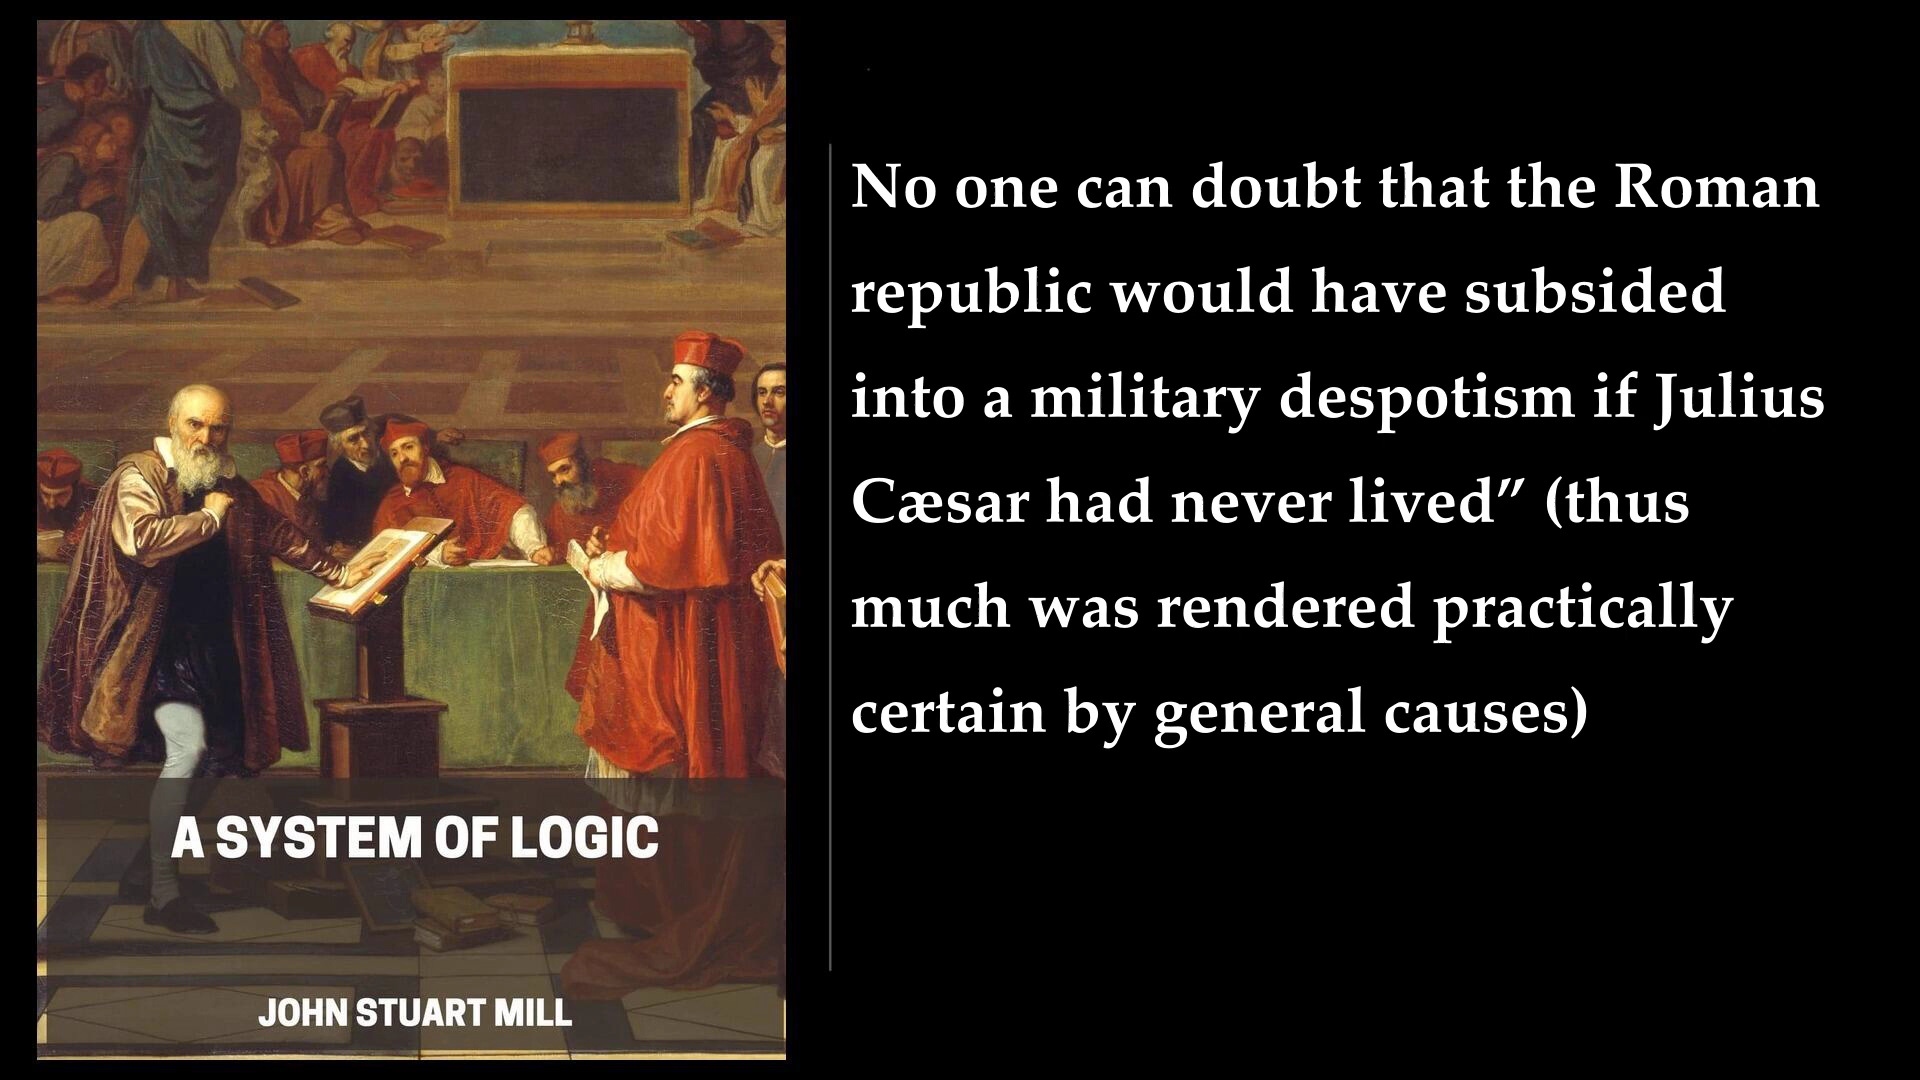 A SYSTEM OF LOGIC
JOHN STUART MILL
No one can doubt that the Roman
republic would have subsided
into a military despotism if Julius
Cæsar had never lived” (thus
much was rendered practically
certain by general causes)